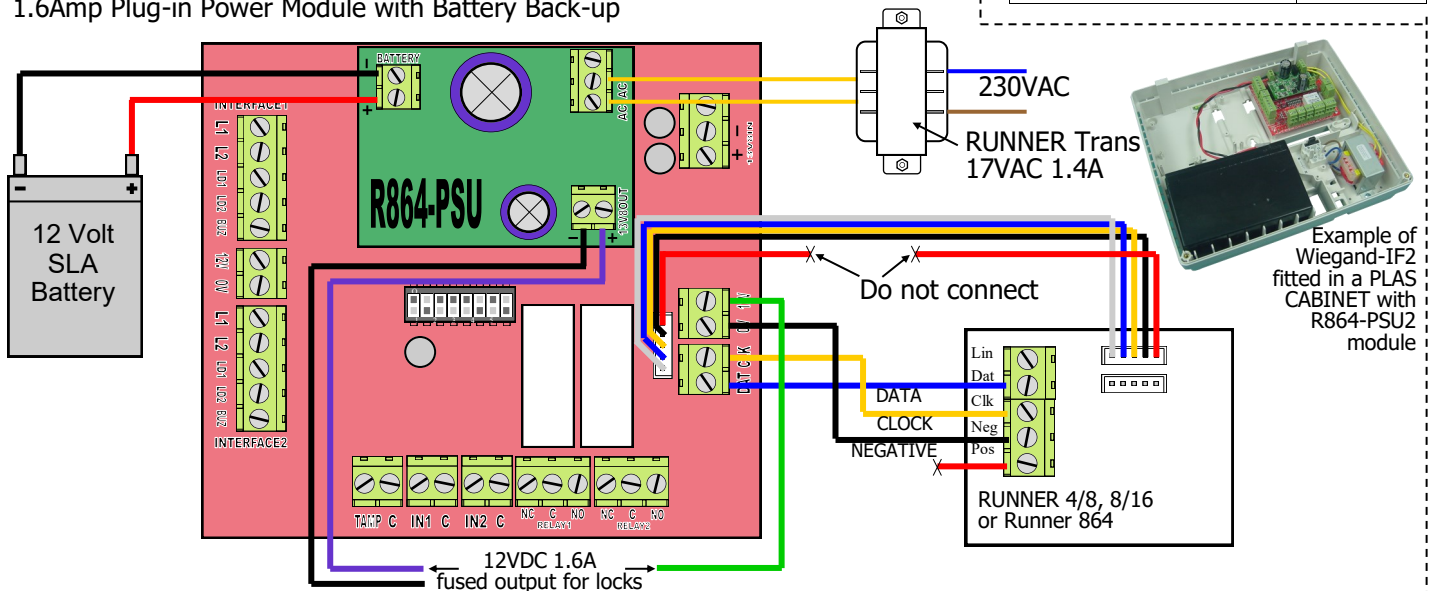 1.6Amp Plug-in Power Module with Battery Back-up
BATTERY
-
+
AC AC
13V8IN
- +
230VAC
RUNNER Trans
17VAC 1.4A
R864-PSU
13V8OUT
- +
- +
12 Volt
SLA
Battery
INTERFACE1
L1
L2
LD1
LD2
BUZ
12V
0V
L1
L2
LD1
LD2
BUZ
INTERFACE2
12V
0V
CLK
DAT
Do not connect
Example of
Wiegand-IF2
fitted in a PLAS
CABINET with
R864-PSU2
module
Lin
Dat
Clk
Neg
Pos
DATA
CLOCK
NEGATIVE
RUNNER 4/8, 8/16
or Runner 864
TAMP C IN1 C IN2 C
NC C NO
RELAY1
NC C NO
RELAY2
12VDC 1.6A
fused output for locks